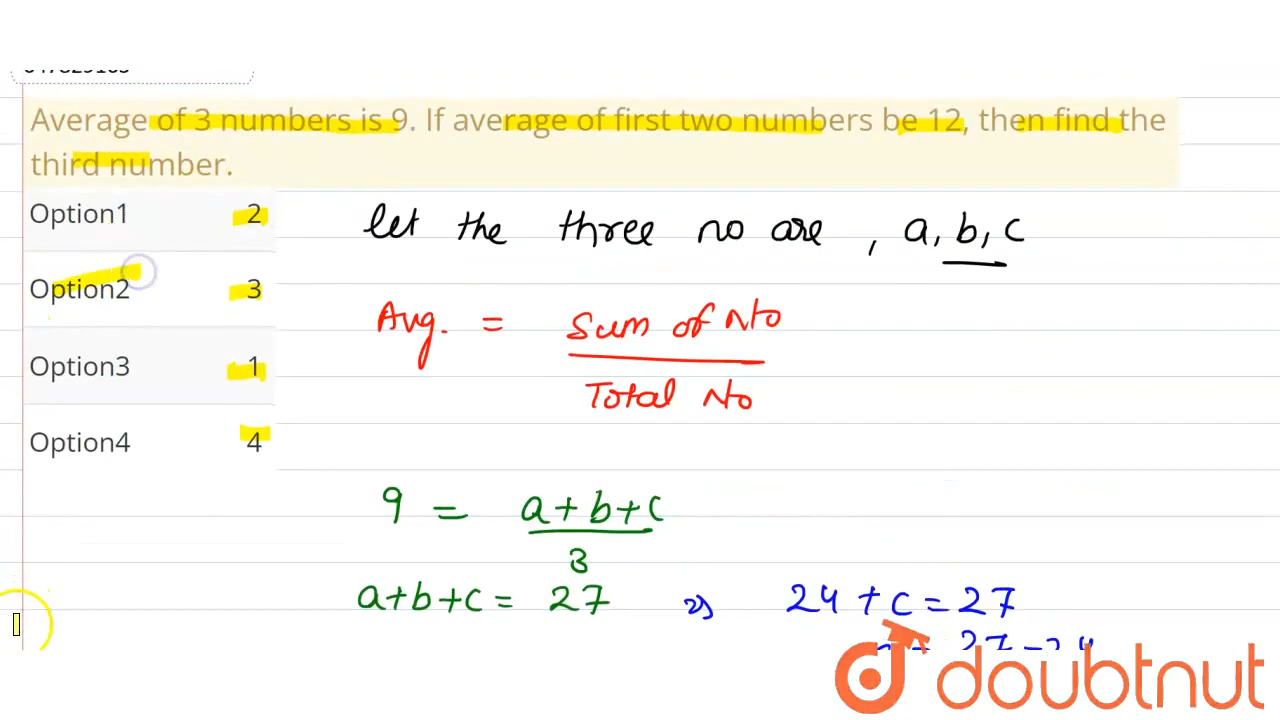 Average of 3 numbers is 9. If average of first two numbers be 12, then find the
third number.
Option1 2
Option2 3
Option3 1
Option4 4
let the three no are , a, b, c
Avg. = Sum of No
Total No
9 = a+b+c
3
a+b+c = 27 24 + c = 27
27-24
doubtnut